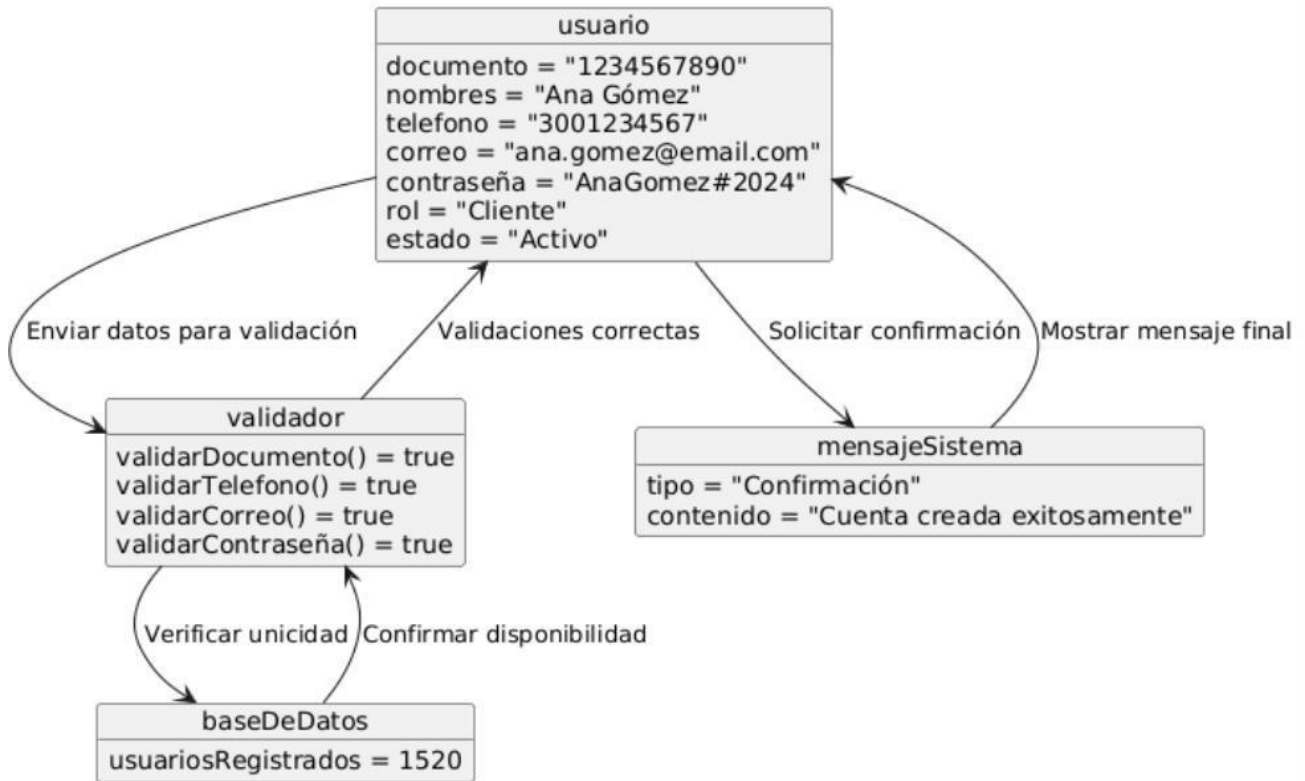 usuario
documento = "1234567890"
nombres = "Ana Gómez"
telefono = "3001234567"
correo = "ana.gomez@email.com"
contraseña = "AnaGomez#2024"
rol = "Cliente"
estado = "Activo"
Enviar datos para validación
Validaciones correctas
Solicitar confirmación
Mostrar mensaje final
validador
validarDocumento() = true
validarTelefono() = true
validarCorreo() = true
validarContraseña() = true
mensajeSistema
tipo = "Confirmación"
contenido = "Cuenta creada exitosamente"
Verificar unicidad
Confirmar disponibilidad
baseDeDatos
usuariosRegistrados = 1520